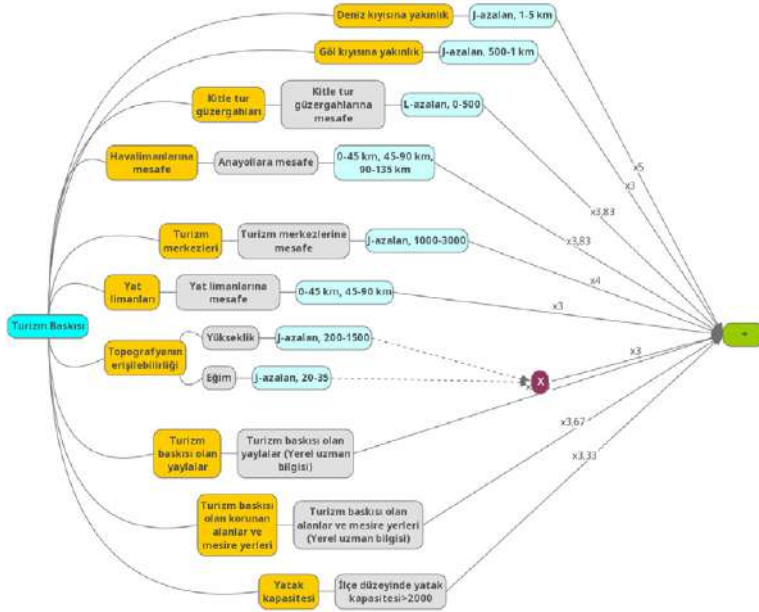 Deniz kıyısına yakınlık
J-azalan, 1-5 km
Göl kıyısına yakınlık
J-azalan, 500-1 km
Kitle tur
güzergahları
Kitle tur
güzergahlarına
mesafe
L-azalan, 0-500
Havalimanlarına
mesafe
Anayollara mesafe
0-45 km, 45-90 km,
90-135 km
Turizm
merkezleri
Turizm merkezlerine
mesafe
J-azalan, 1000-3000
Yat
limanları
Yat limanlarına
mesafe
0-45 km, 45-90 km
Turizm Baskısı
Topografyanın
erişilebilirliği
Yükseklik
J-azalan, 200-1500
Eğim
J-azalan, 20-35
X
Turizm
baskısı olan
yaylalar
Turizm baskısı olan
yaylalar (Yerel uzman
bilgisi)
Turizm baskısı
olan korunan
alanlar ve
mesire yerleri
Turizm baskısı olan
alanlar ve mesire yerleri
(Yerel uzman bilgisi)
Yatak
kapasitesi
İlçe düzeyinde yatak
kapasitesi>2000
x5
x3
x3,83
x3,83
x4
x3
x3
x3,67
x3,33
+